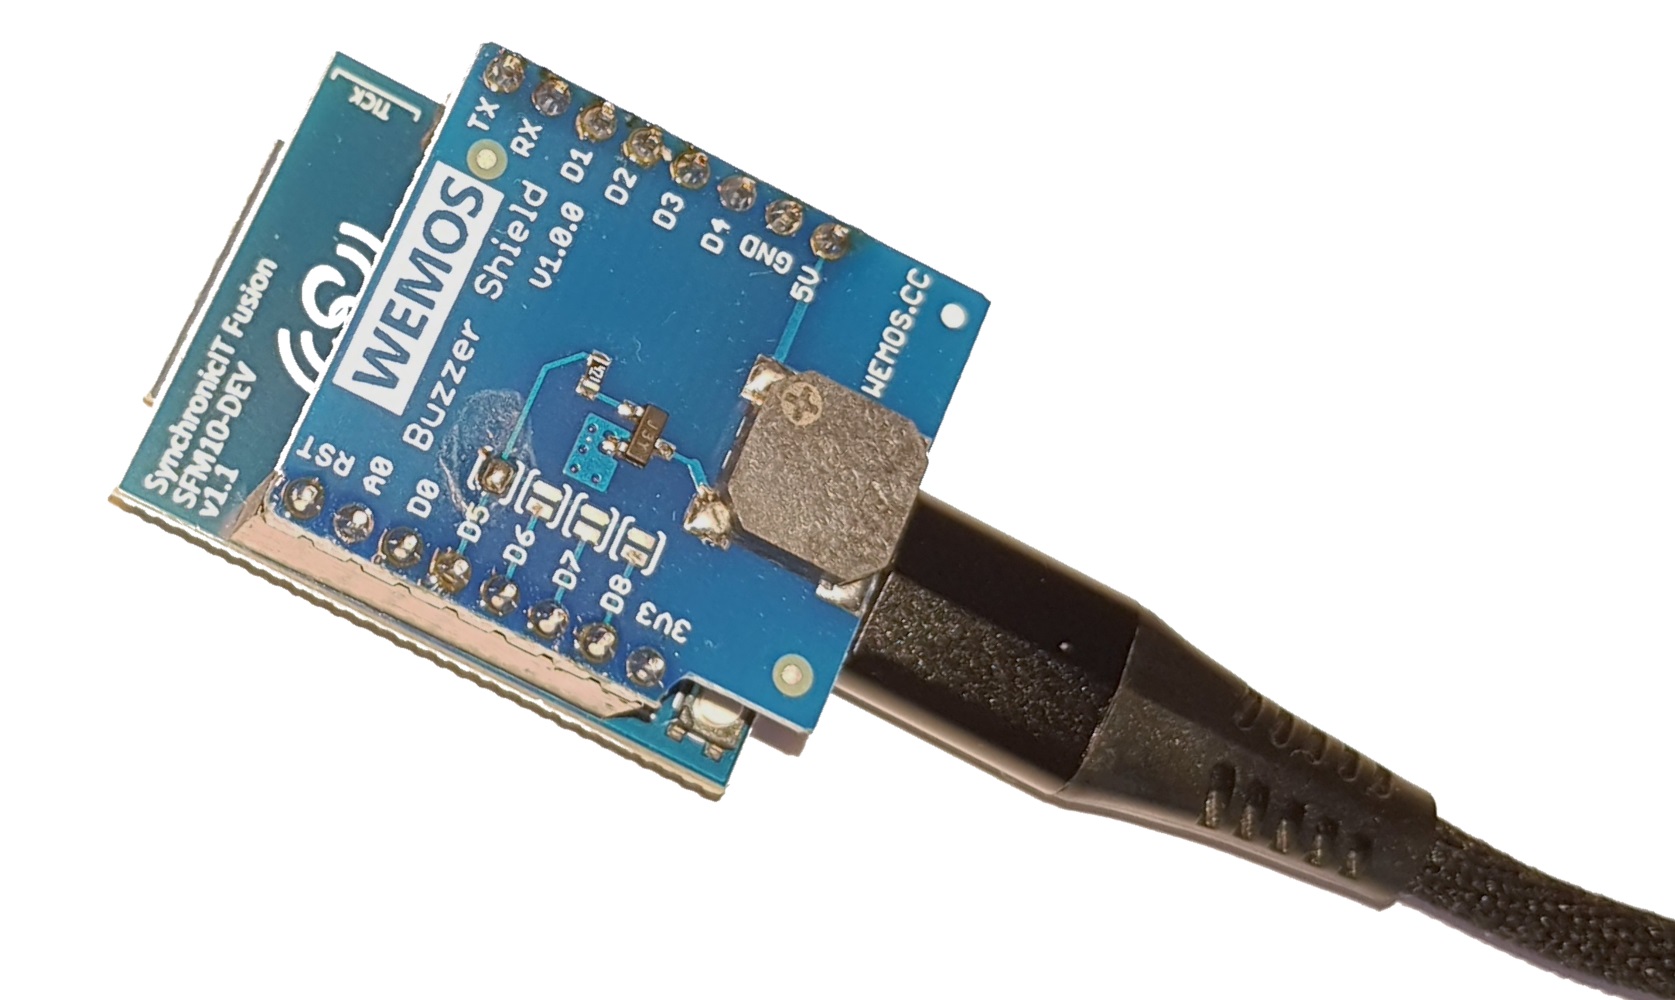 TICK
SynchronicIT Fusion
SFM10-DEV
v1.1
WEMOS
Buzzer Shield
V1.0.0
TX
RX
D1
D2
D3
D4
GND
5V
WEMOS.CC
RST
A0
D0
D5
D6
D7
D8
3V3